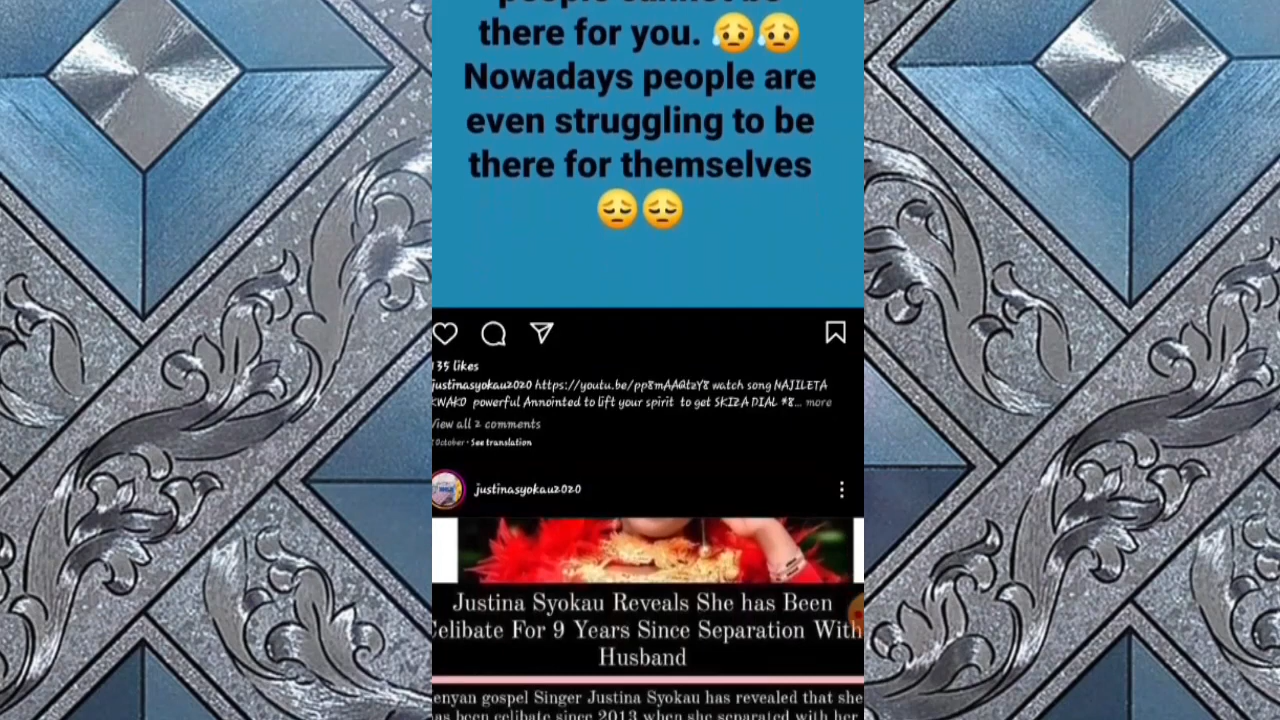 there for you. 😥😥
Nowadays people are
even struggling to be
there for themselves
😔😔
135 likes
justinasyokau2020 https://youtu.be/pp8mAAQtzY8 watch song NAJILETA
KWAKO powerful Annointed to lift your spirit to get SKIZA DIAL *8... more
View all 2 comments
October • See translation
justinasyokau2020
Justina Syokau Reveals She has Been
Celibate For 9 Years Since Separation With
Husband
enyan gospel Singer Justina Syokau has revealed that she
as been celibate since 2013 when she separated with her